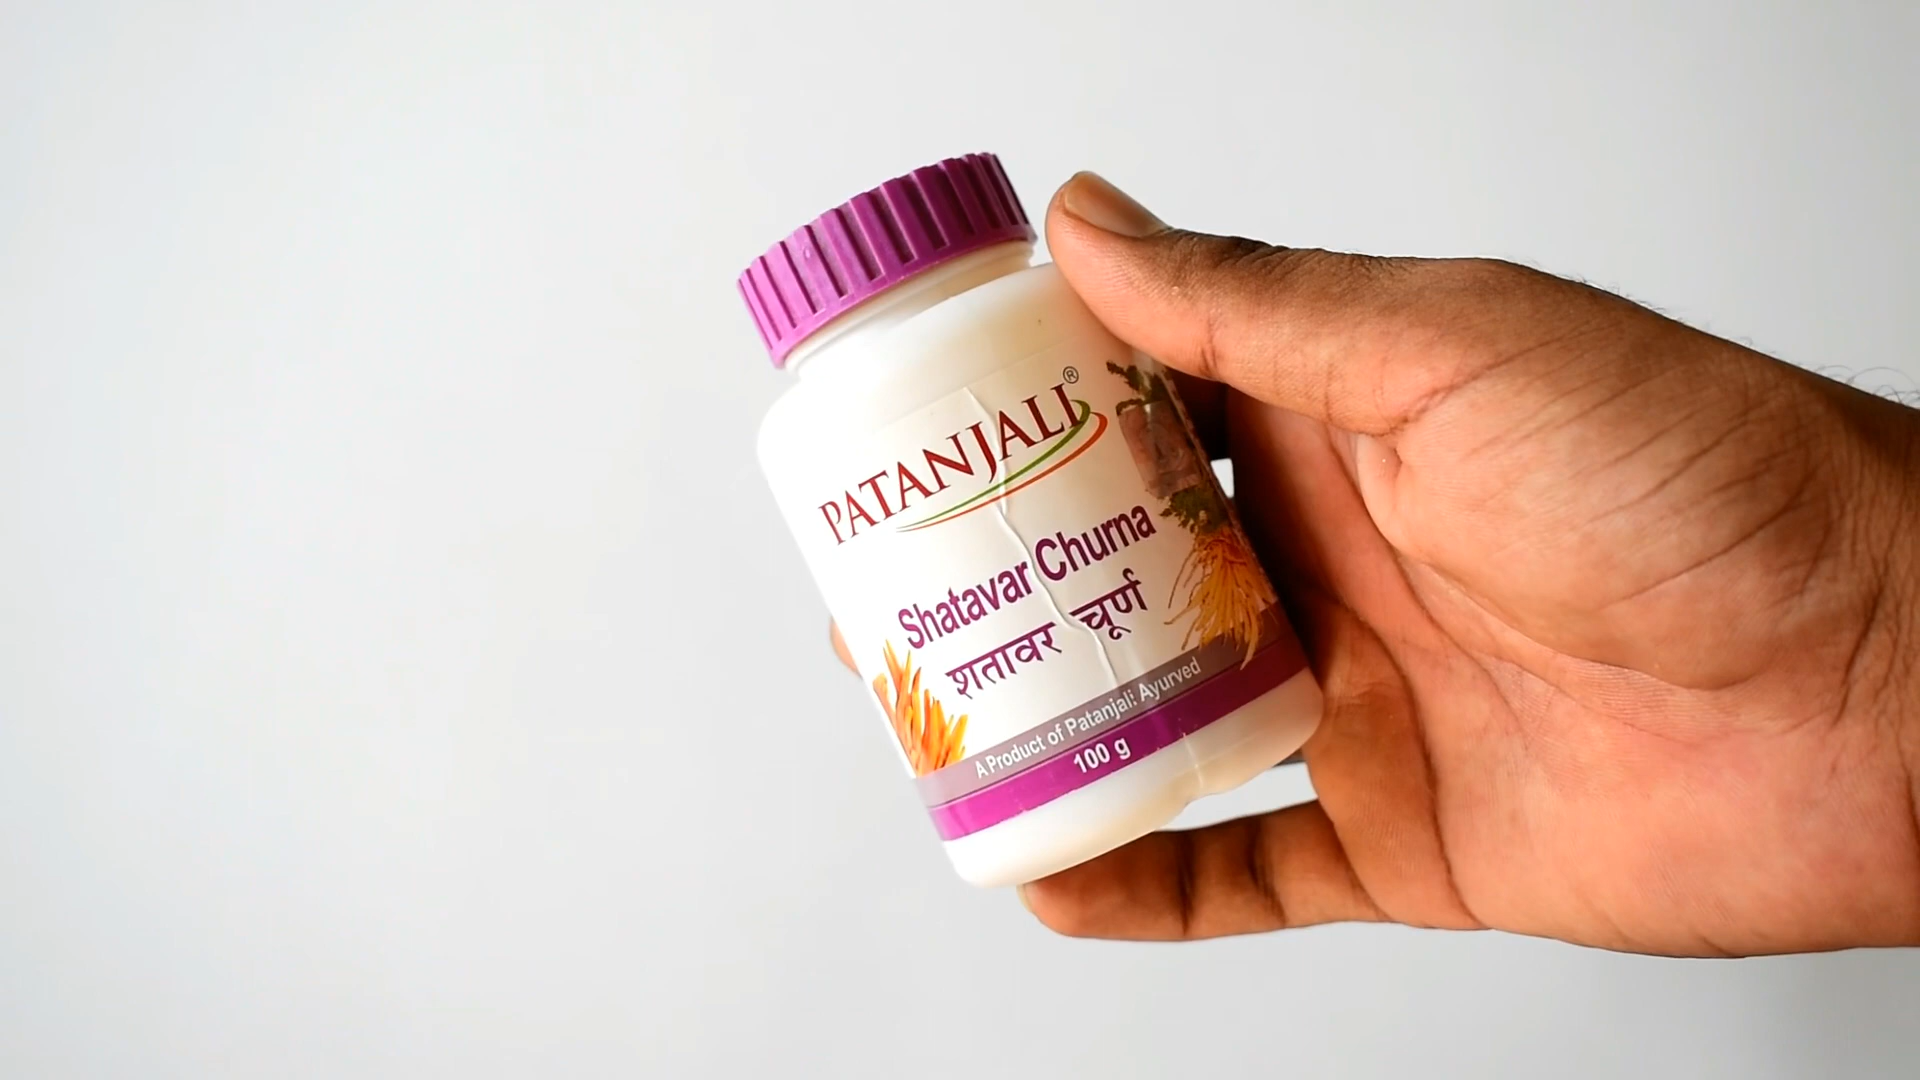 PATANJALI®
Shatavar Churna
शतावर चूर्ण
A Product of Patanjali Ayurved
100 g